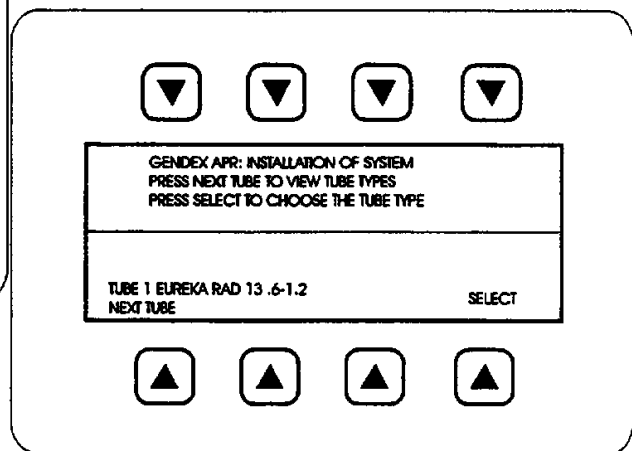 GENDEX APR: INSTALLATION OF SYSTEM
PRESS NEXT TUBE TO VIEW TUBE TYPES
PRESS SELECT TO CHOOSE THE TUBE TYPE
TUBE 1 EUREKA RAD 13 .6-1.2
NEXT TUBE SELECT